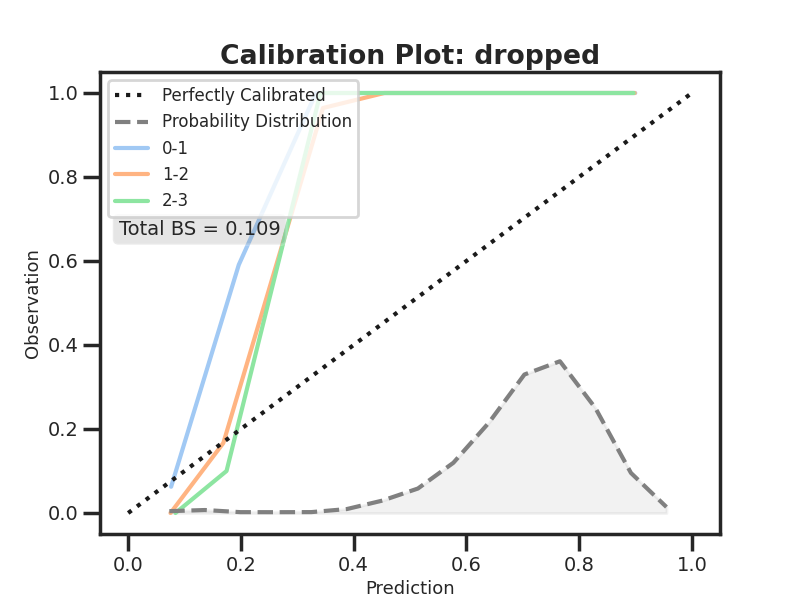 Calibration Plot: dropped
Perfectly Calibrated
Probability Distribution
0-1
1-2
2-3
Total BS = 0.109
Observation
1.0
0.8
0.6
0.4
0.2
0.0
0.0 0.2 0.4 0.6 0.8 1.0
Prediction